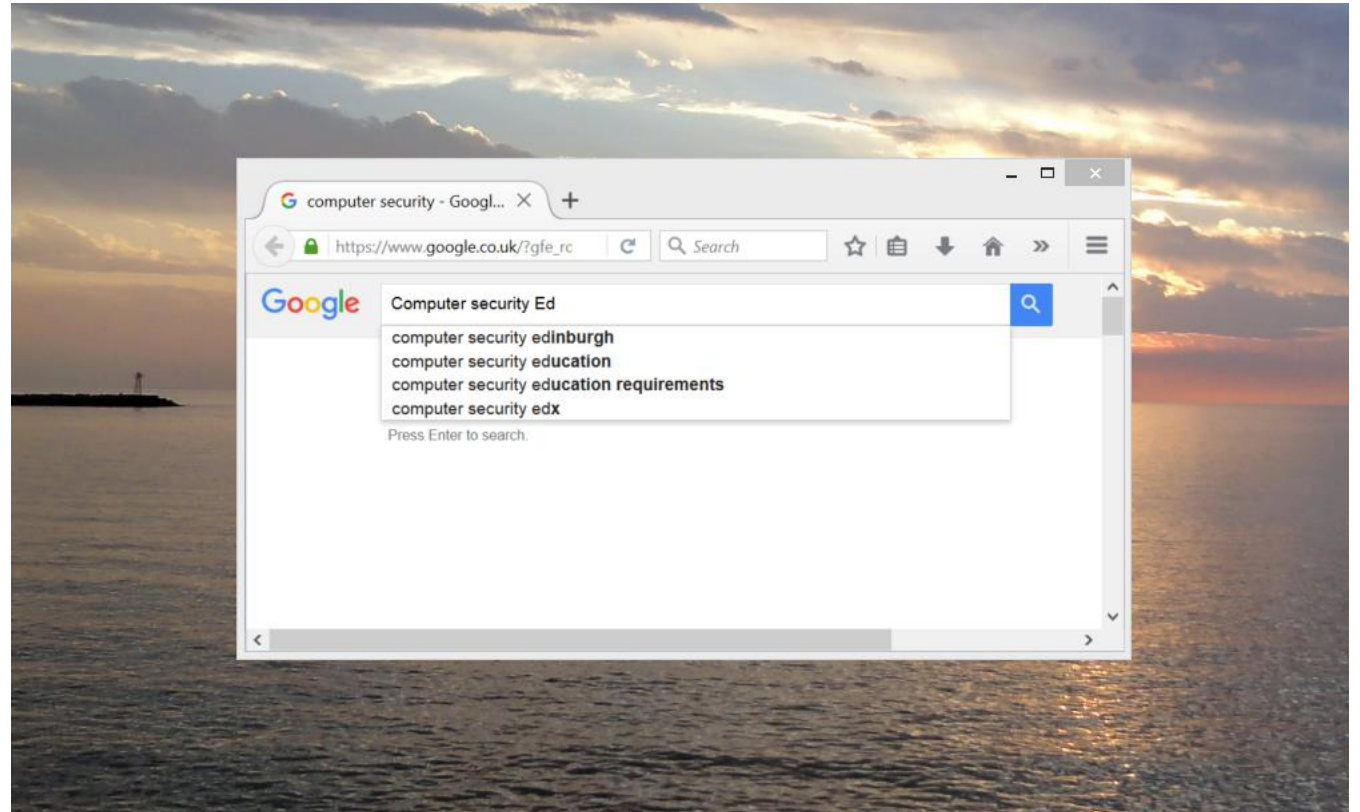 computer security - Googl...
https://www.google.co.uk/?gfe_rc
Search
Google
Computer security Ed
computer security edinburgh
computer security education
computer security education requirements
computer security edx
Press Enter to search.